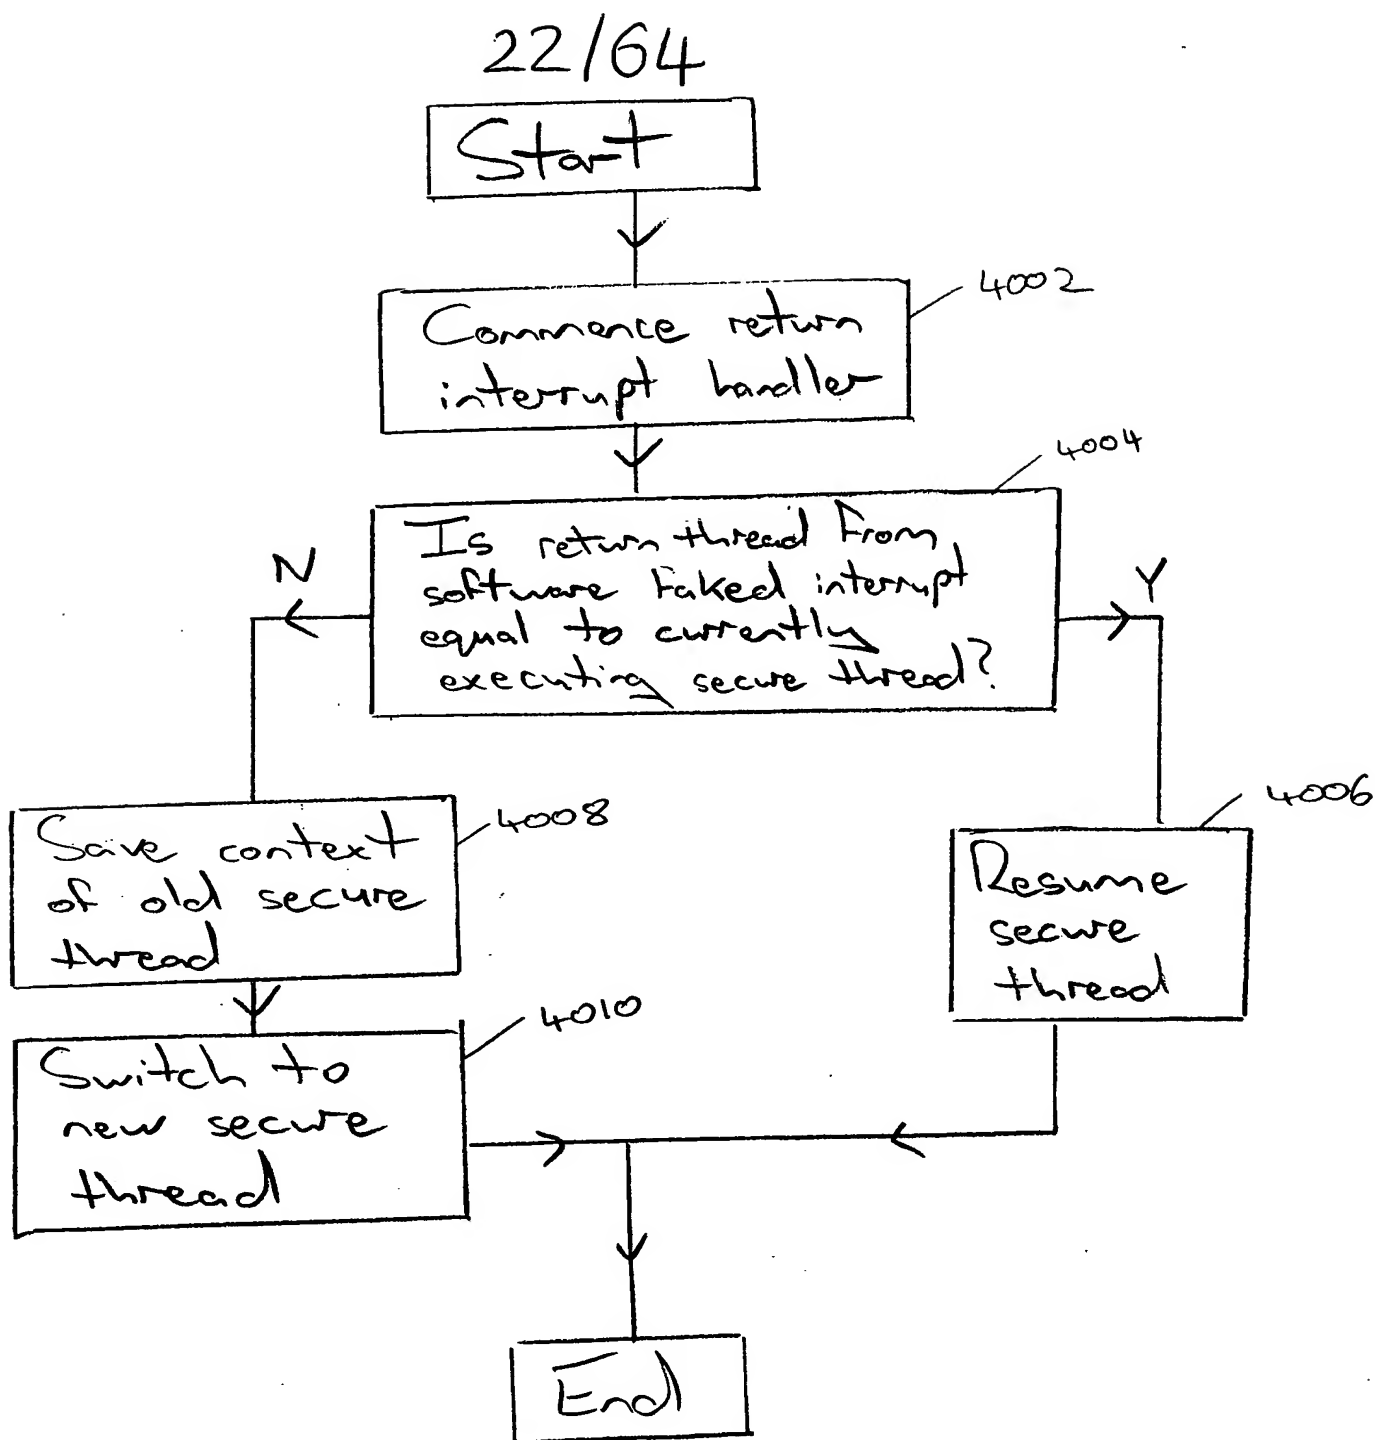 22/64
Start
4002
Commence return
interrupt handler
4004
Is return thread from
software faked interrupt
equal to currently
executing secure thread?
N
Y
4008
Save context
of old secure
thread
4006
Resume
secure
thread
4010
Switch to
new secure
thread
End